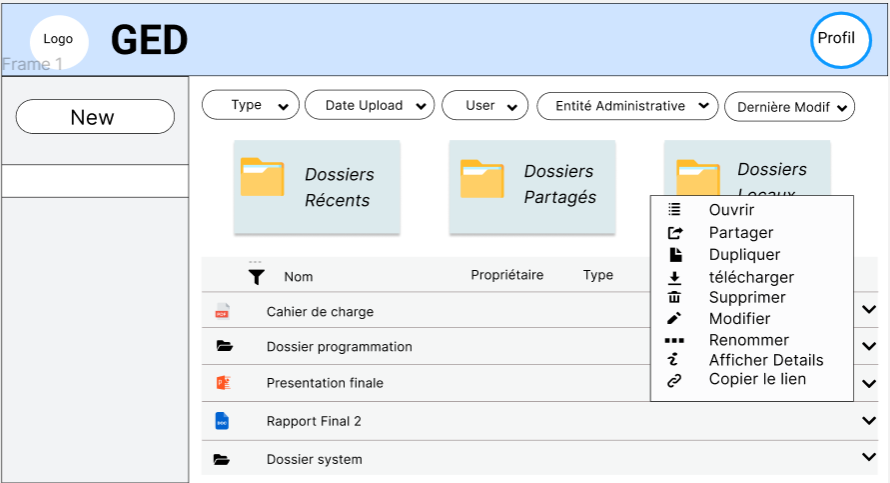 Logo
GED
Profil
Frame 1
New
Type
Date Upload
User
Entité Administrative
Dernière Modif
Dossiers
Récents
Dossiers
Partagés
Dossiers
Locaux
Nom
Propriétaire
Type
Ouvrir
Partager
Dupliquer
télécharger
Supprimer
Modifier
Renommer
Afficher Details
Copier le lien
PDF
Cahier de charge
Dossier programmation
Presentation finale
DOC
Rapport Final 2
Dossier system